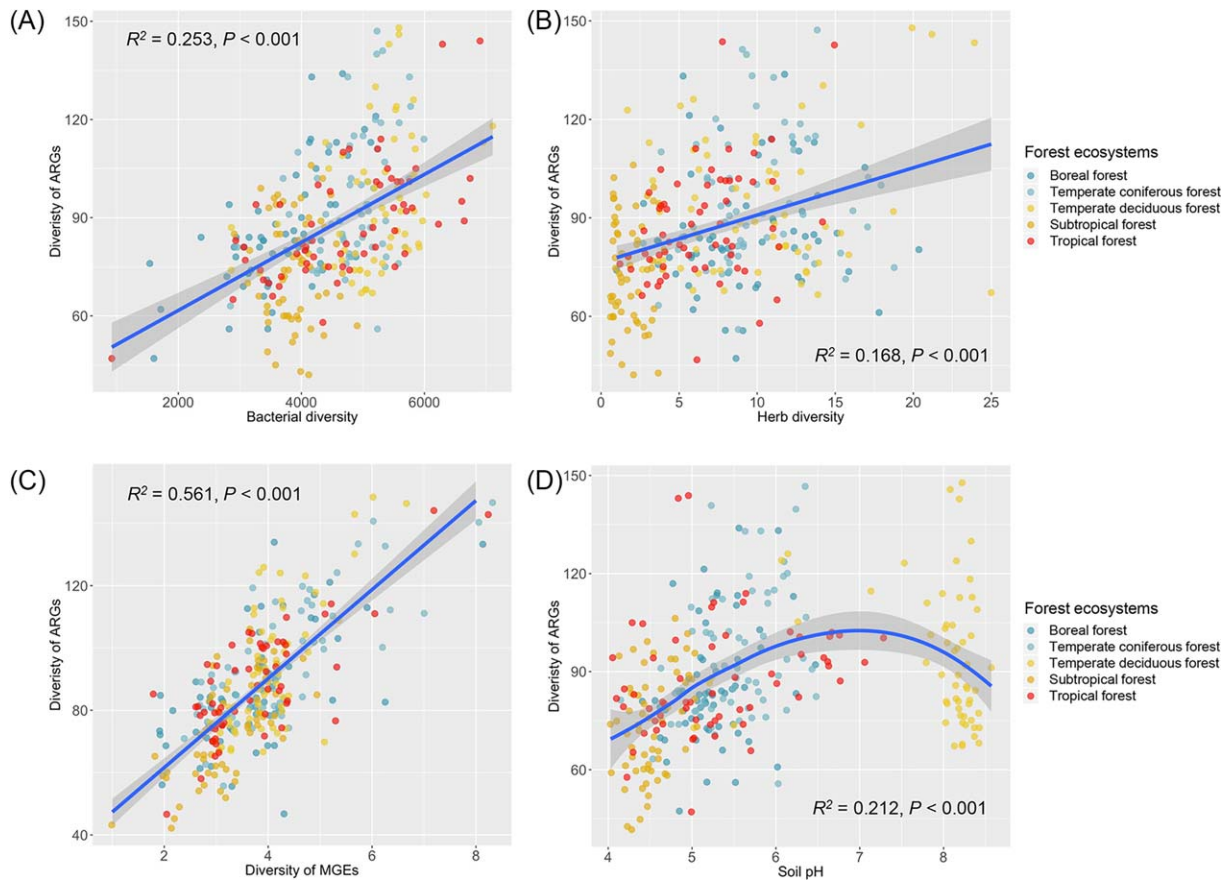 (A)
R² = 0.253, P < 0.001
Diveristy of ARGs
150
120
90
60
2000 4000 6000
Bacterial diversity
(B)
R² = 0.168, P < 0.001
Diveristy of ARGs
150
120
90
60
0 5 10 15 20 25
Herb diversity
Forest ecosystems
Boreal forest
Temperate coniferous forest
Temperate deciduous forest
Subtropical forest
Tropical forest
(C)
R² = 0.561, P < 0.001
Diveristy of ARGs
120
80
40
2 4 6 8
Diversity of MGEs
(D)
R² = 0.212, P < 0.001
Diveristy of ARGs
150
120
90
60
4 5 6 7 8
Soil pH
Forest ecosystems
Boreal forest
Temperate coniferous forest
Temperate deciduous forest
Subtropical forest
Tropical forest